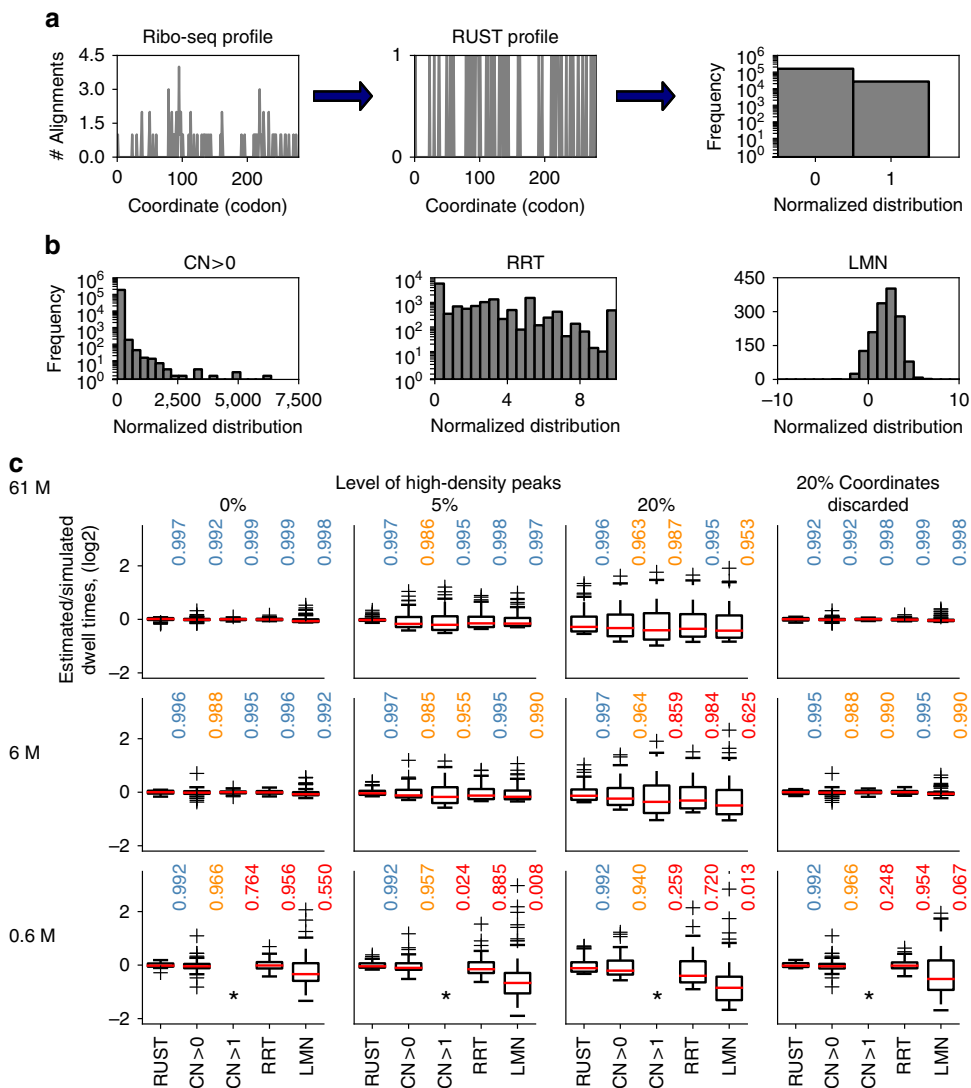 a
Ribo-seq profile
RUST profile
# Alignments
4.5
3.0
1.5
0.0
0 100 200
Coordinate (codon)
1
0
0 100 200
Coordinate (codon)
Frequency
10^6
10^5
10^4
10^3
10^2
10^1
10^0
0 1
Normalized distribution
b
CN>0
RRT
LMN
Frequency
10^6
10^5
10^4
10^3
10^2
10^1
10^0
0 2,500 5,000 7,500
Normalized distribution
10^4
10^3
10^2
10^1
10^0
0 4 8
Normalized distribution
450
300
150
0
−10 0 10
Normalized distribution
c
61 M
Level of high-density peaks
20% Coordinates
discarded
0% 5% 20%
Estimated/simulated
dwell times, (log2)
2
0
−2
0.997 0.992 0.999 0.999 0.998
0.997 0.986 0.995 0.998 0.997
0.996 0.963 0.987 0.995 0.953
0.992 0.992 0.998 0.999 0.998
6 M
2
0
−2
0.996 0.988 0.995 0.996 0.992
0.997 0.985 0.955 0.995 0.990
0.997 0.964 0.859 0.984 0.625
0.995 0.988 0.990 0.995 0.990
0.6 M
2
0
−2
0.992 0.966 0.764 0.956 0.550
0.992 0.957 0.024 0.885 0.008
0.992 0.940 0.259 0.720 0.013
0.992 0.966 0.248 0.954 0.067
* * * *
RUST CN >0 CN >1 RRT LMN
RUST CN >0 CN >1 RRT LMN
RUST CN >0 CN >1 RRT LMN
RUST CN >0 CN >1 RRT LMN